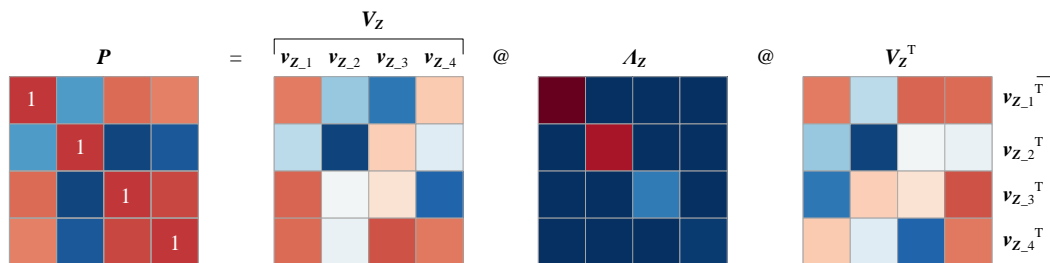 V_Z
P = v_Z_1 v_Z_2 v_Z_3 v_Z_4 @ Λ_Z @ V_Z^T
1
1
1
1
v_Z_1^T
v_Z_2^T
v_Z_3^T
v_Z_4^T